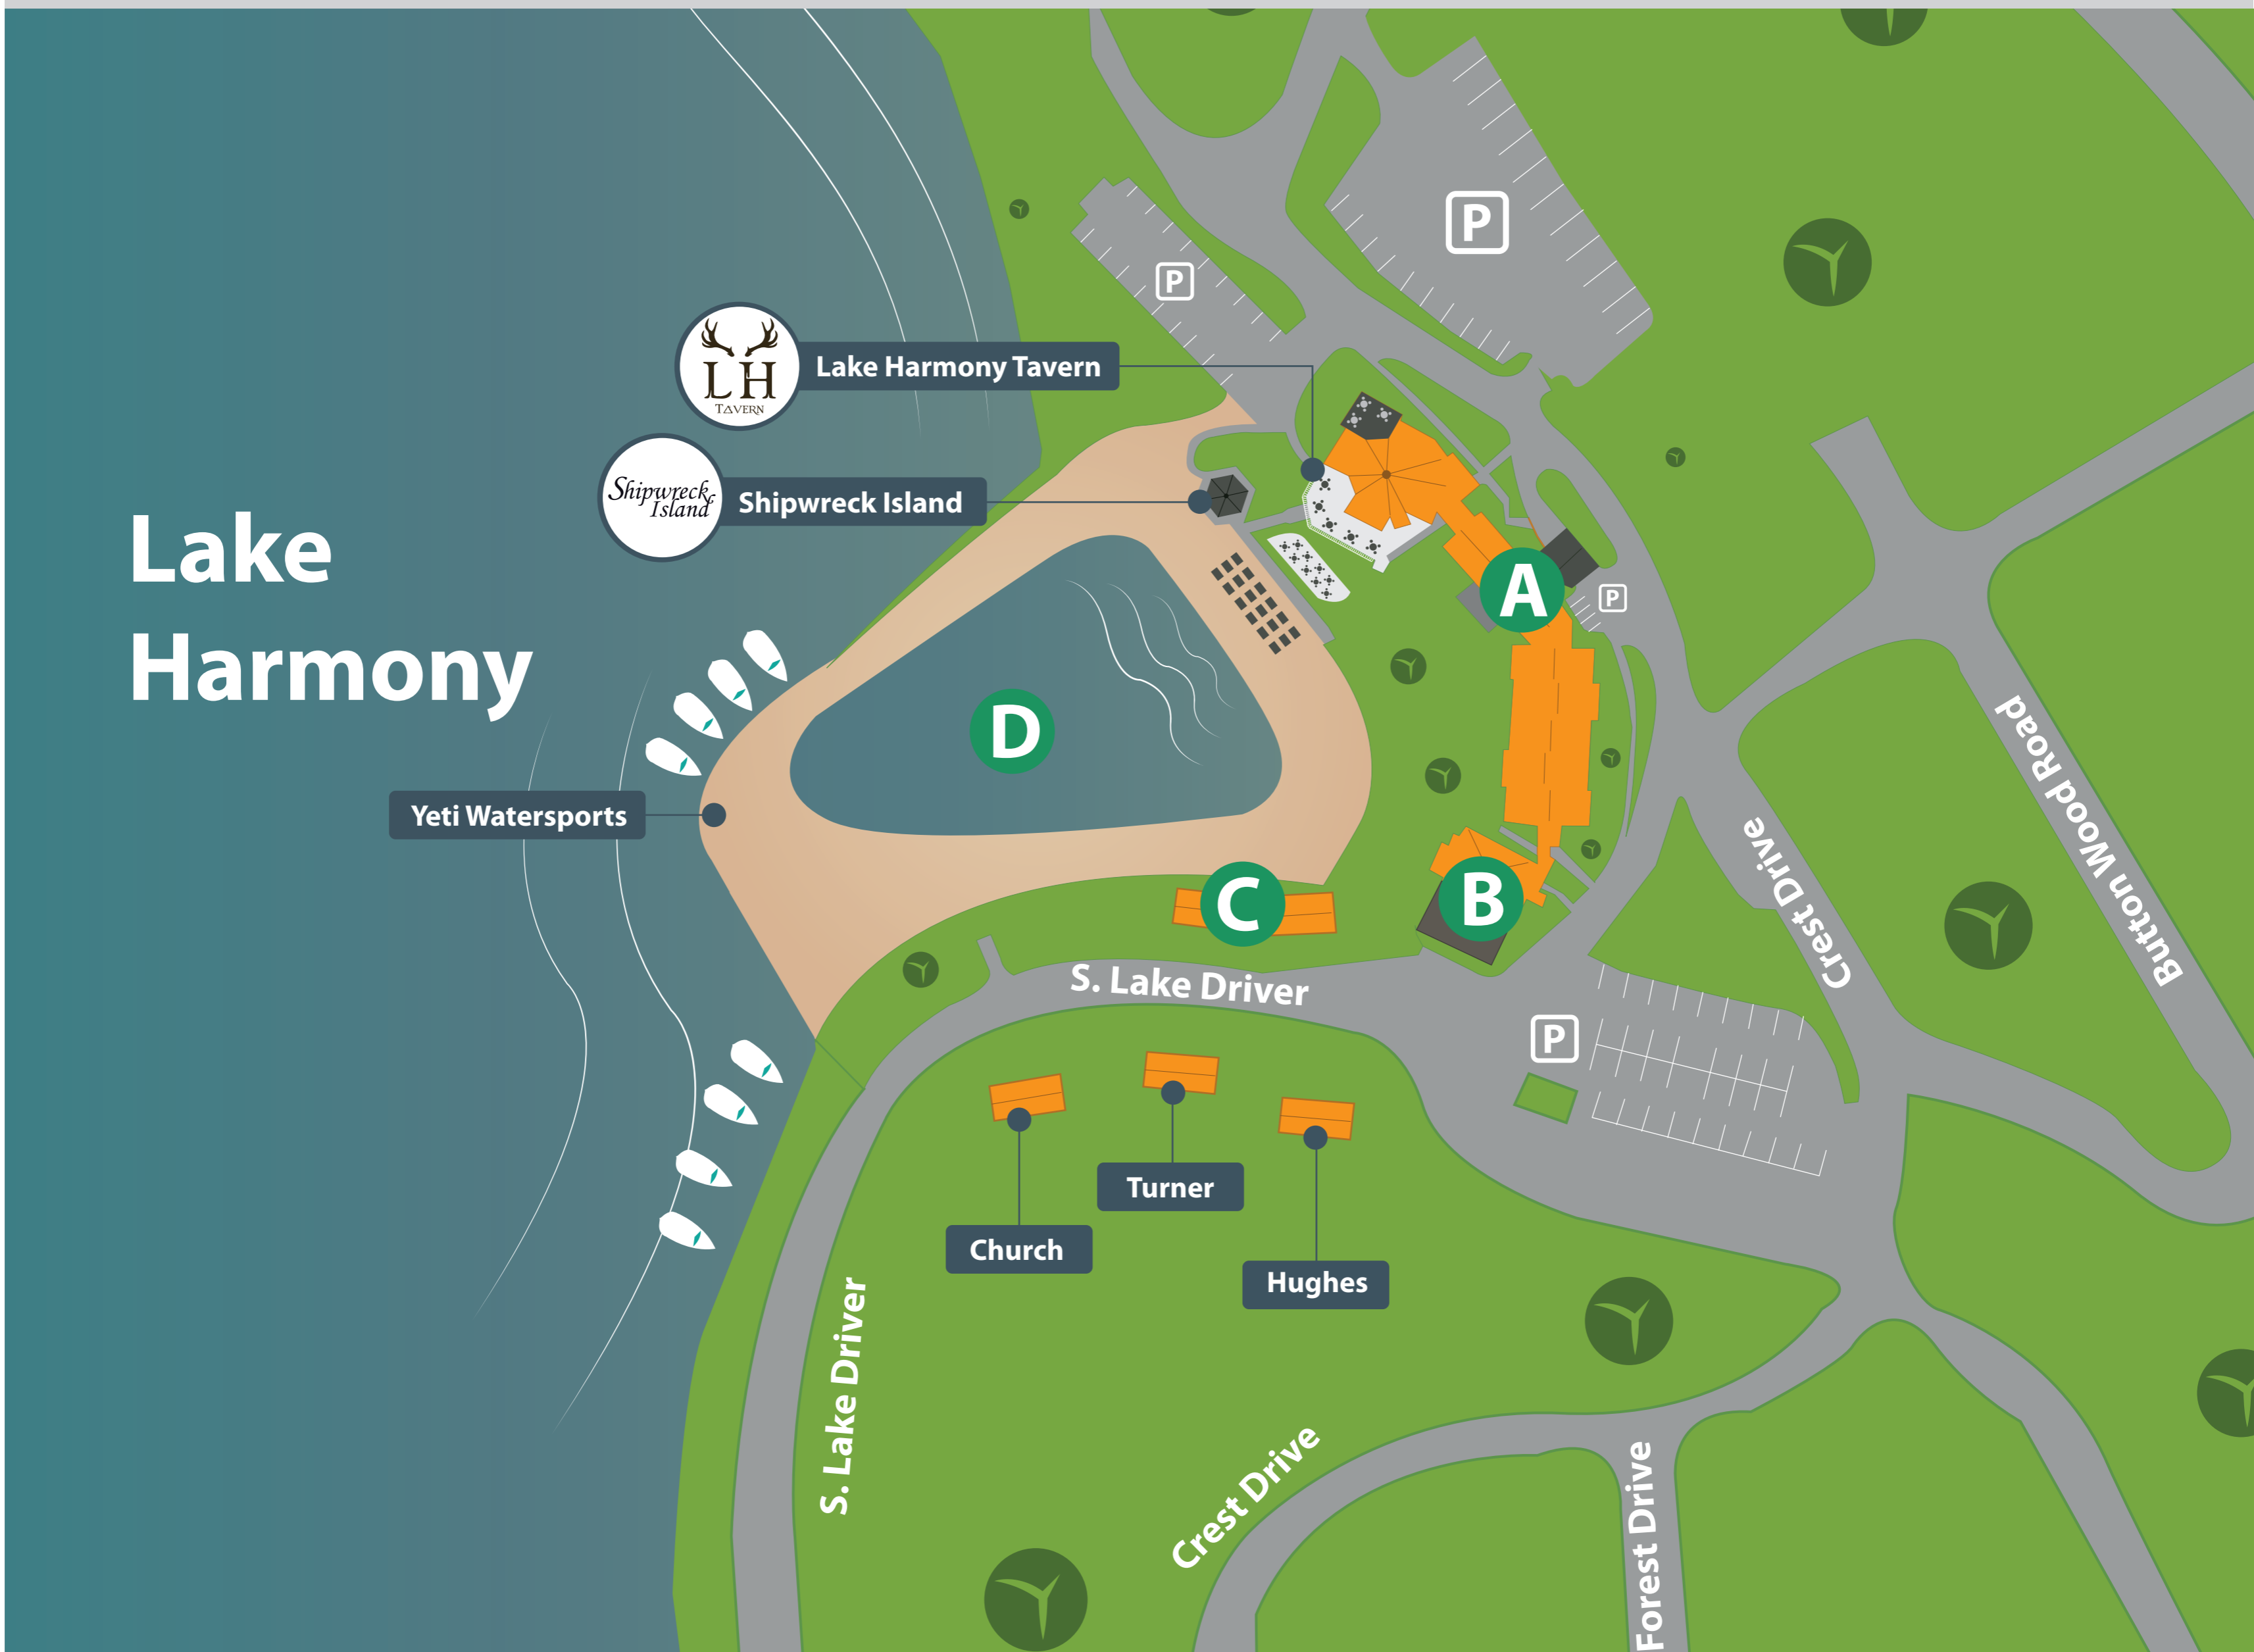 P
P
LH
TAVERN
Lake Harmony Tavern
Shipwreck
Island
Shipwreck Island
Lake
Harmony
A
P
D
Yeti Watersports
C
B
Crest Drive
Button Wood Road
S. Lake Driver
P
Turner
Church
Hughes
S. Lake Driver
Crest Drive
Forest Drive